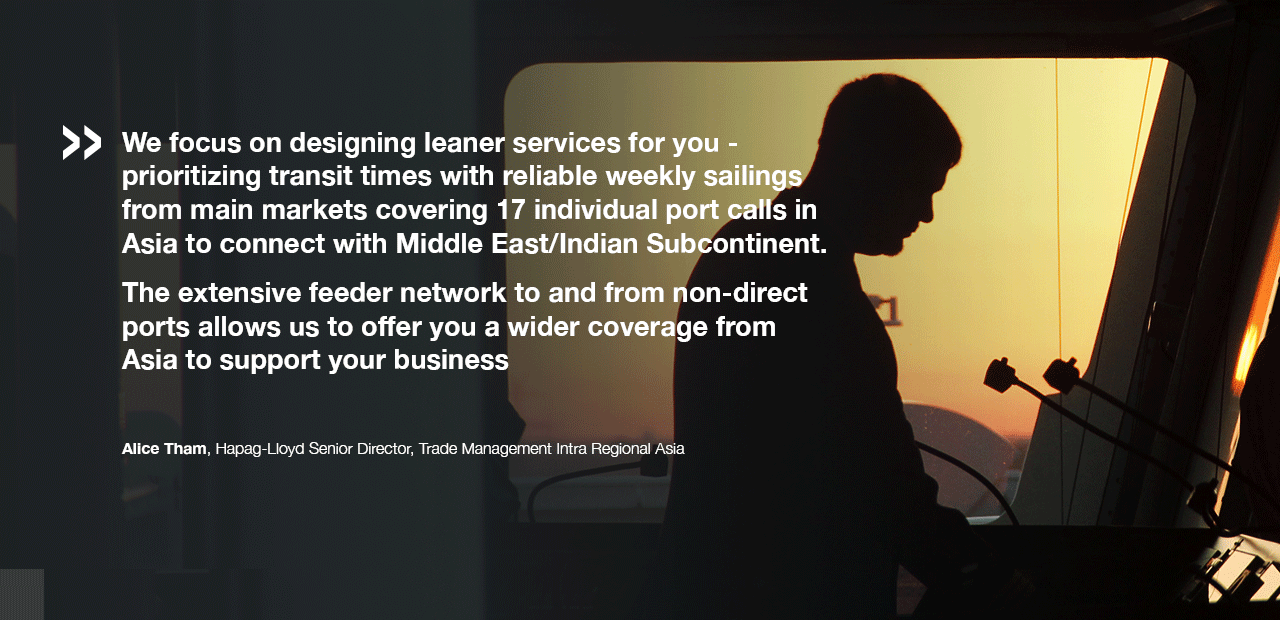 We focus on designing leaner services for you -
prioritizing transit times with reliable weekly sailings
from main markets covering 17 individual port calls in
Asia to connect with Middle East/Indian Subcontinent.
The extensive feeder network to and from non-direct
ports allows us to offer you a wider coverage from
Asia to support your business
Alice Tham, Hapag-Lloyd Senior Director, Trade Management Intra Regional Asia